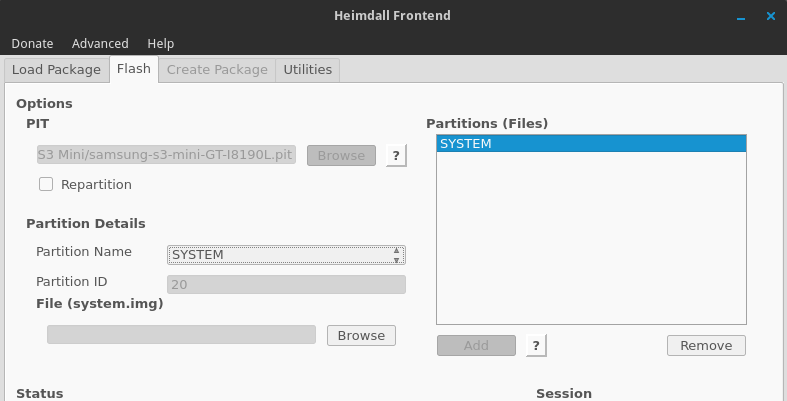 Heimdall Frontend
Donate Advanced Help
Load Package Flash Create Package Utilities
Options
PIT
S3 Mini/samsung-s3-mini-GT-I8190L.pit Browse ?
Repartition
Partition Details
Partition Name SYSTEM
Partition ID 20
File (system.img)
Browse
Partitions (Files)
SYSTEM
Add ? Remove
Status Session